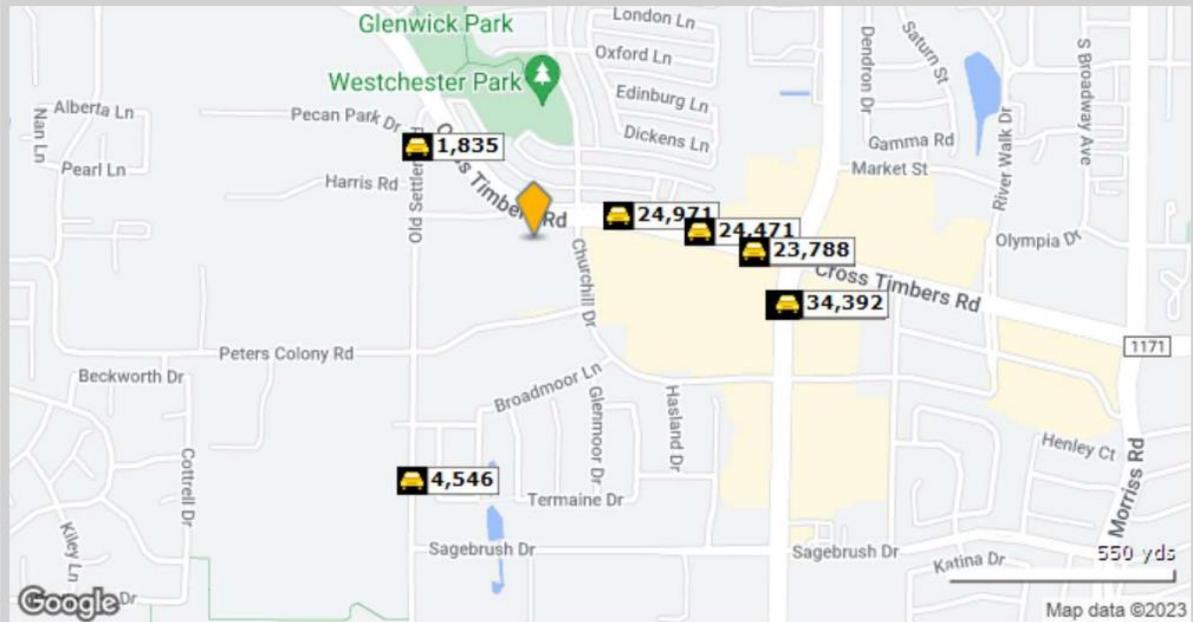 London Ln
Glenwick Park
Oxford Ln
Dendron Dr
Saturn St
S Broadway Ave
Westchester Park
Edinburg Ln
Alberta Ln
Pecan Park Dr
Nan Ln
Dickens Ln
Gamma Rd
River Walk Dr
1,835
Pearl Ln
Market St
Harris Rd
Cross Timbers Rd
Old Settlers
24,971
24,471
23,788
Olympia Dr
Churchill Dr
Cross Timbers Rd
34,392
1171
Peters Colony Rd
Beckworth Dr
Broadmoor Ln
Glenmoor Dr
Hasland Dr
Henley Ct
Cottrell Dr
4,546
Termaine Dr
Morriss Rd
Kiley Ln
Sagebrush Dr
Sagebrush Dr
550 yds
Katina Dr
Google
Dr
Map data ©2023